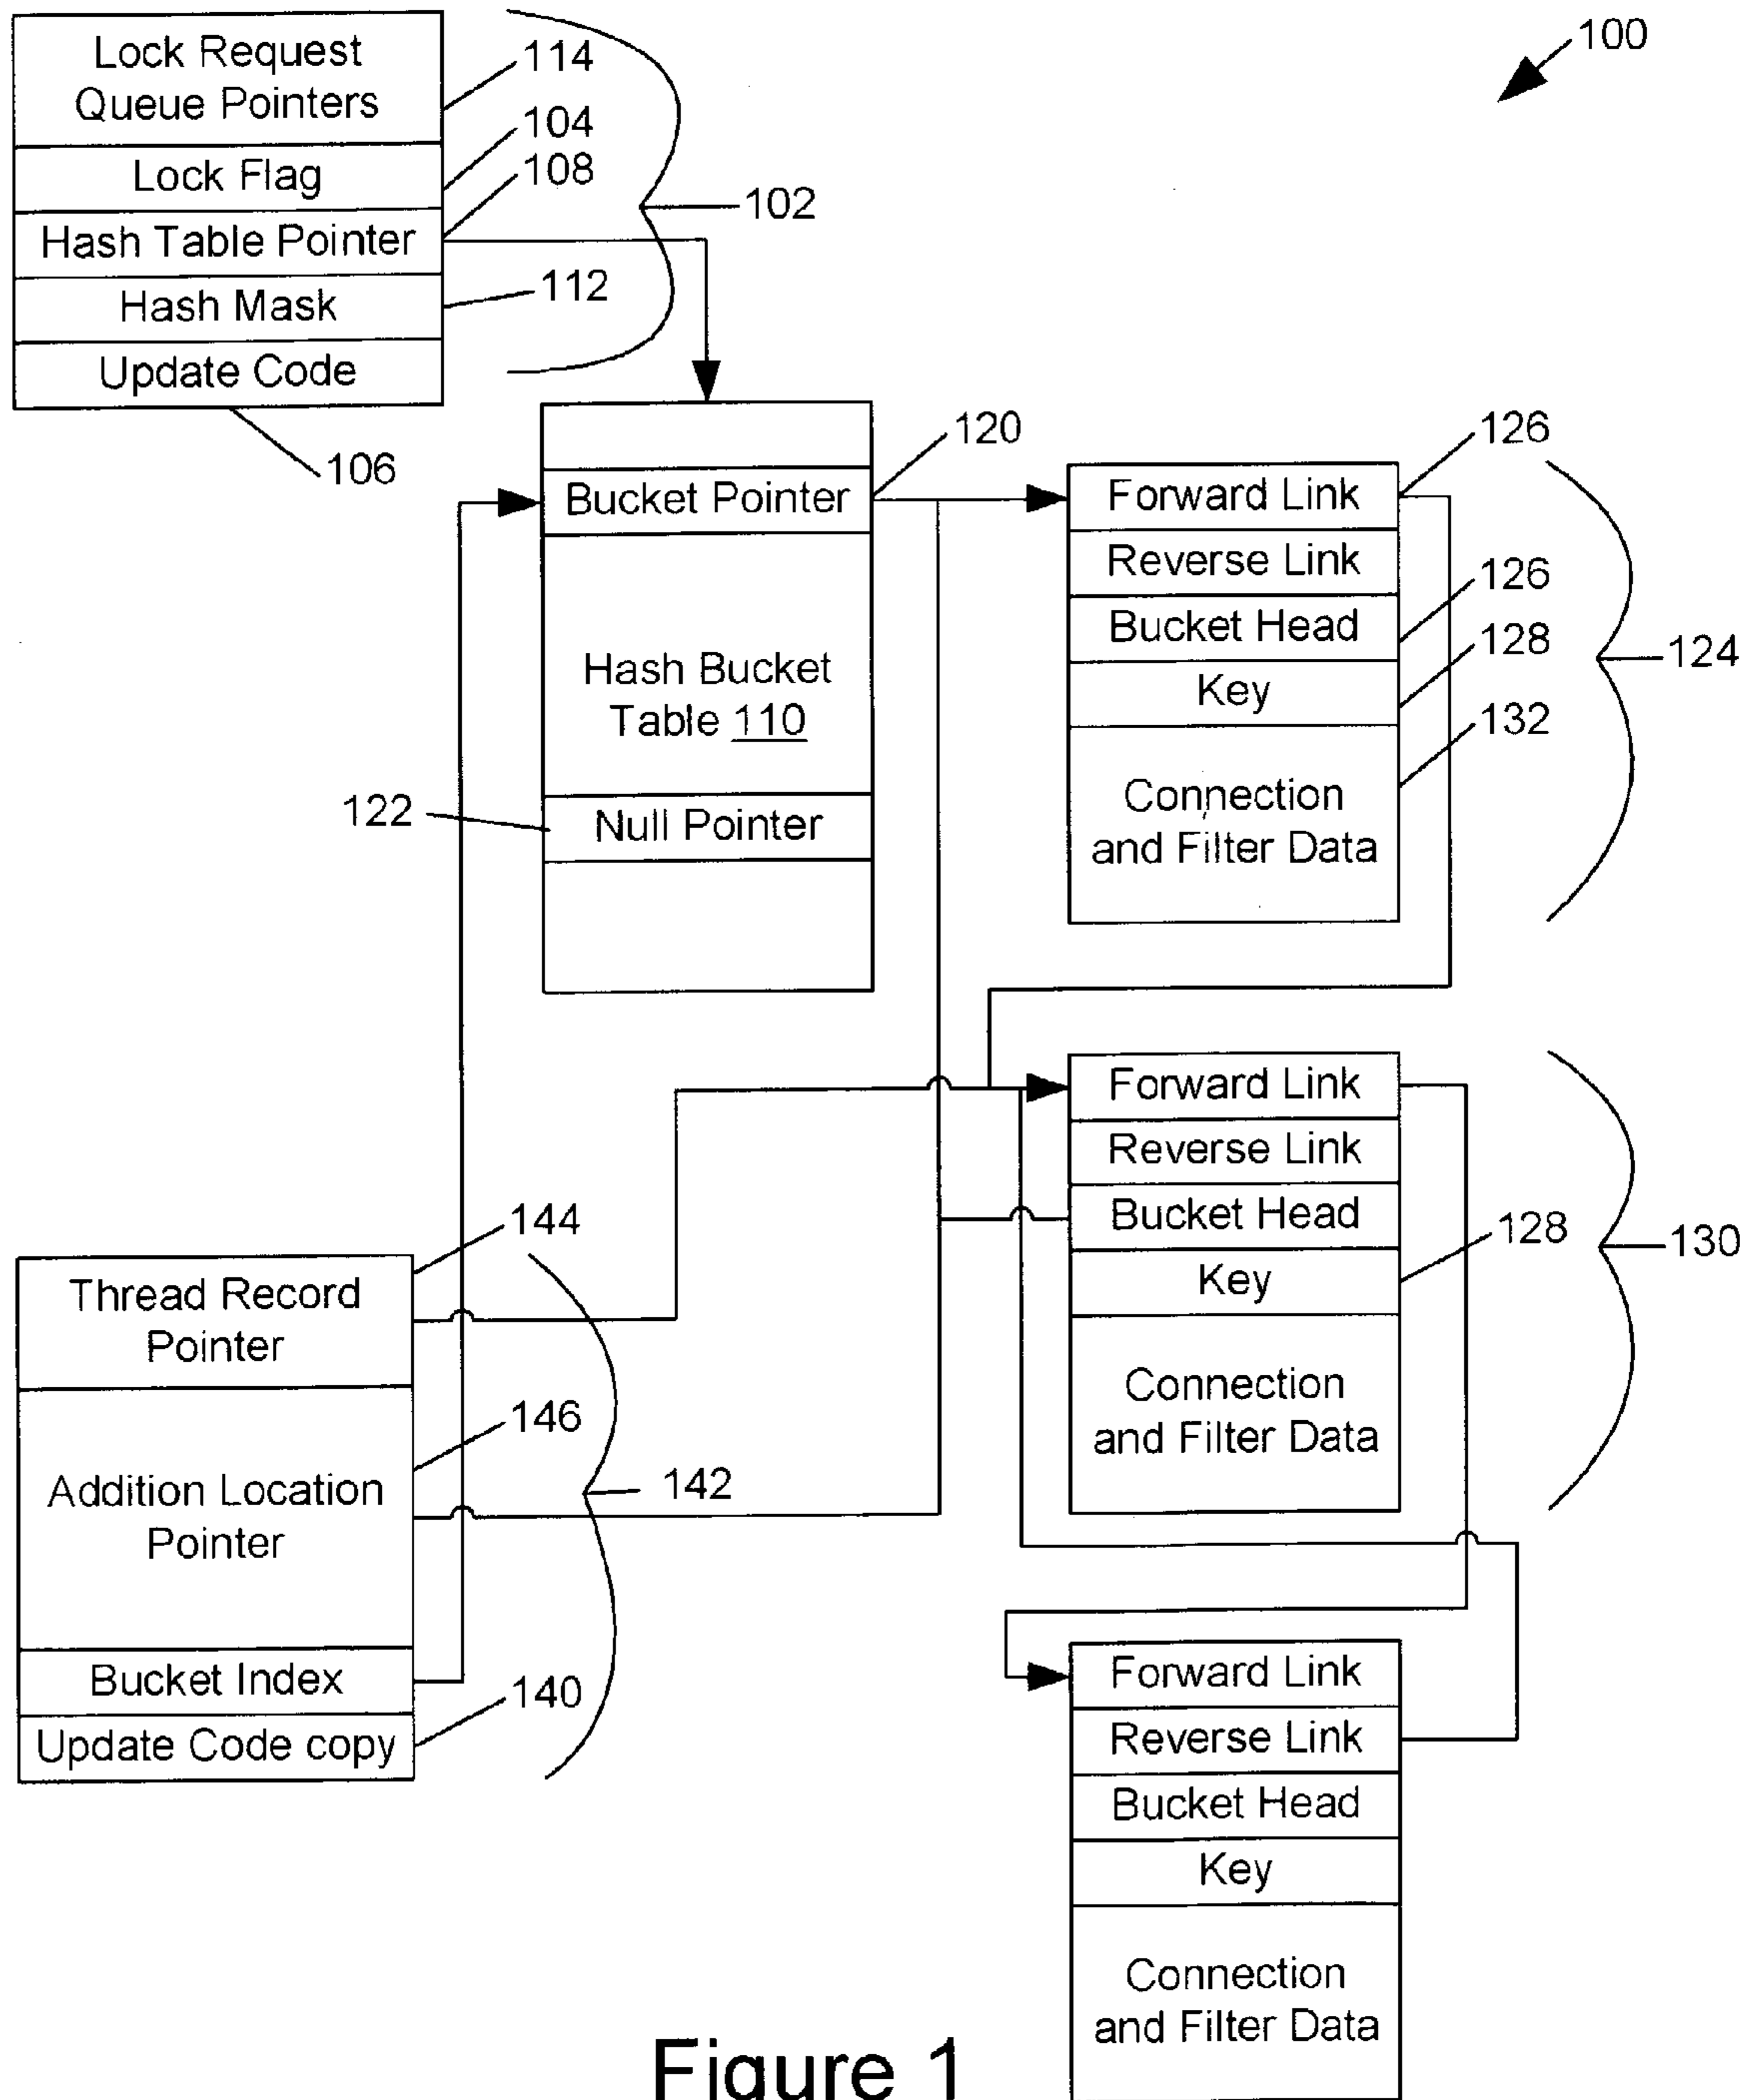 100
Lock Request
Queue Pointers
114
Lock Flag
104
Hash Table Pointer
108
102
Hash Mask
112
Update Code
106
Bucket Pointer
120
Hash Bucket
Table 110
122
Null Pointer
Forward Link
126
Reverse Link
Bucket Head
126
Key
128
124
Connection
and Filter Data
132
Forward Link
Reverse Link
Bucket Head
Key
128
130
Connection
and Filter Data
Thread Record
Pointer
144
Addition Location
Pointer
146
142
Bucket Index
Update Code copy
140
Forward Link
Reverse Link
Bucket Head
Key
Connection
and Filter Data
Figure 1